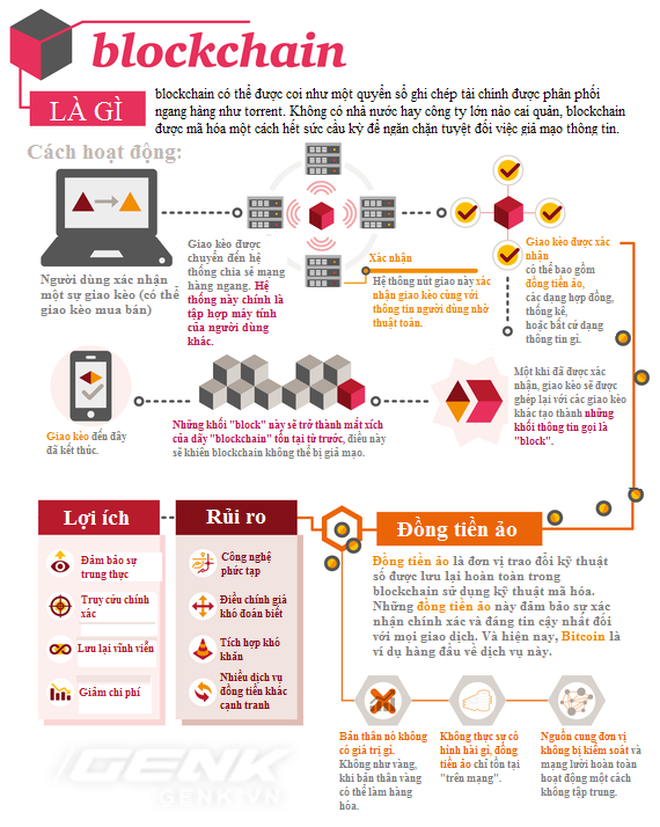 blockchain
LÀ GÌ
blockchain có thể được coi như một quyển sổ ghi chép tài chính được phân phối
ngang hàng như torrent. Không có nhà nước hay công ty lớn nào cai quản, blockchain
được mã hóa một cách hết sức cầu kỳ để ngăn chặn tuyệt đối việc giả mạo thông tin.
Cách hoạt động:
Người dùng xác nhận
một sự giao kèo (có thể
giao kèo mua bán)
Giao kèo được
chuyển đến hệ
thống chia sẻ mạng
hàng ngang. Hệ
thống này chính là
tập hợp máy tính
của người dùng
khác.
Xác nhận
Hệ thông nút giao này xác
nhận giao kèo cùng với
thông tin người dùng nhờ
thuật toán.
Giao kèo được xác
nhận
có thể bao gồm
đồng tiền ảo,
các dạng hợp đồng,
thống kê,
hoặc bất cứ dạng
thông tin gì.
Một khi đã được xác
nhận, giao kèo sẽ được
ghép lại với các giao kèo
khác tạo thành những
khối thông tin gọi là
"block".
Những khối "block" này sẽ trở thành mắt xích
của dãy "blockchain" tồn tại từ trước, điều này
sẽ khiến blockchain không thể bị giả mạo.
Giao kèo đến đây
đã kết thúc.
Lợi ích
Đảm bảo sự
trung thực
Truy cứu chính
xác
Lưu lại vĩnh viễn
Giảm chi phí
Rủi ro
Công nghệ
phức tạp
Điều chỉnh giá
khó đoán biết
Tích hợp khó
khăn
Nhiều dịch vụ
đồng tiền khác
cạnh tranh
Đồng tiền ảo
Đồng tiền ảo là đơn vị trao đổi kỹ thuật
số được lưu lại hoàn toàn trong
blockchain sử dụng kỹ thuật mã hóa.
Những đồng tiền ảo này đảm bảo sự xác
nhận chính xác và đáng tin cậy nhất đối
với mọi giao dịch. Và hiện nay, Bitcoin là
ví dụ hàng đầu về dịch vụ này.
Bản thân nó không
có giá trị gì.
Không như vàng,
khi bản thân vàng
có thể làm hàng
hóa.
Không thực sự có
hình hài gì, đồng
tiền ảo chỉ tồn tại
"trên mạng".
Nguồn cung đơn vị
không bị kiểm soát và
mạng lưới hoàn toàn
hoạt động một cách
không tập trung.
GENK
GENK.VN